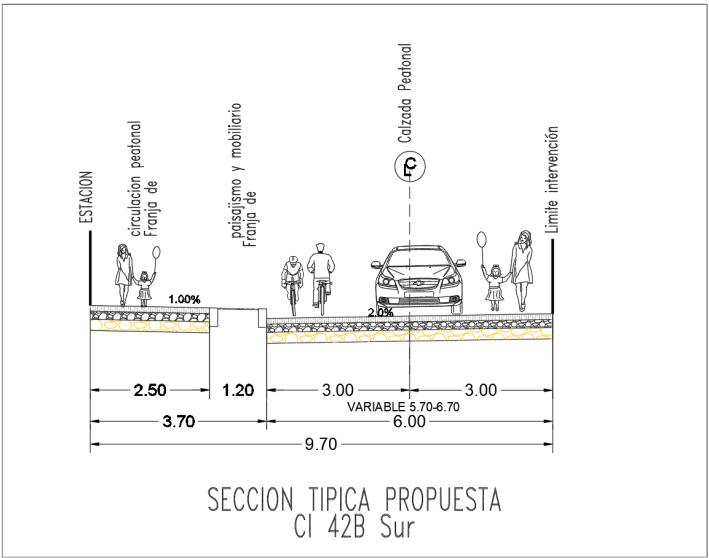 ESTACION
Franja de
circulacion peatonal
Franja de
paisajismo y mobiliario
Calzada Peatonal
CL
Limite intervención
1.00%
2.0%
2.50
1.20
3.00
3.00
VARIABLE 5.70-6.70
3.70
6.00
9.70
SECCION TIPICA PROPUESTA
Cl 42B Sur